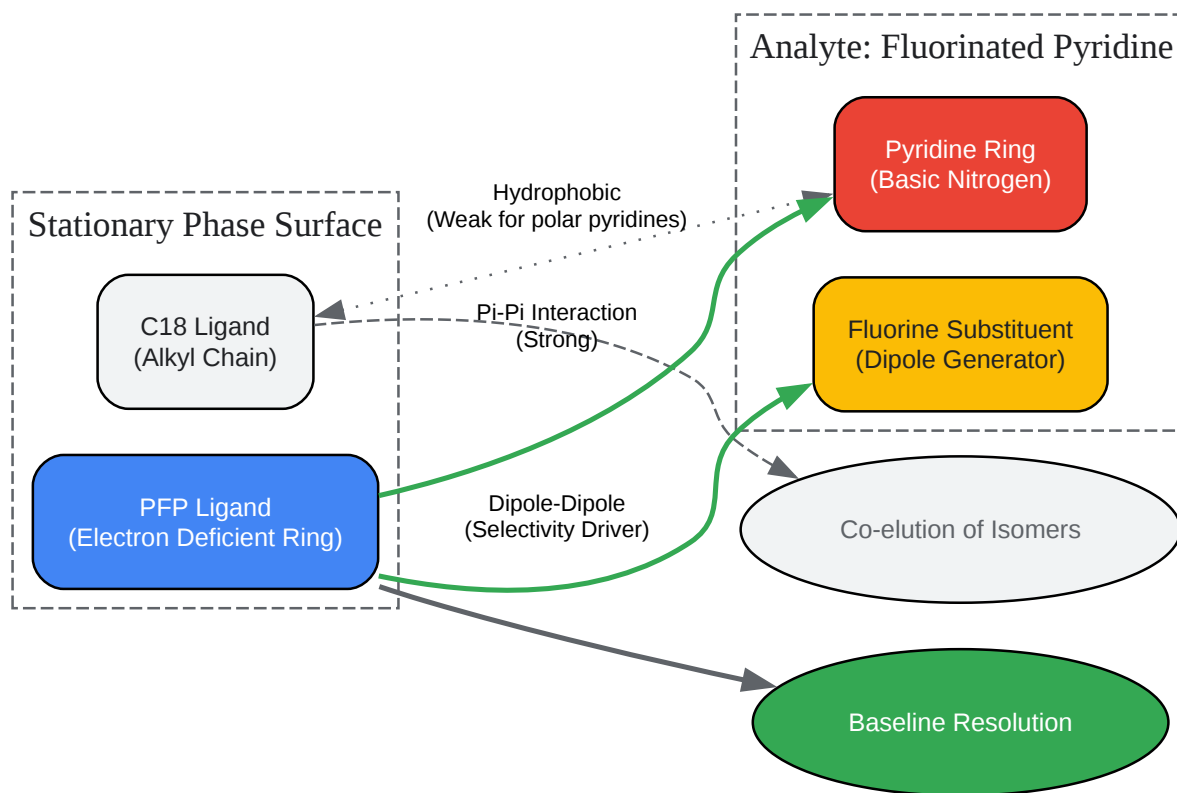 Analyte: Fluorinated Pyridine
Pyridine Ring
(Basic Nitrogen)
Hydrophobic
(Weak for polar pyridines)
Stationary Phase Surface
C18 Ligand
(Alkyl Chain)
Pi-Pi Interaction
(Strong)
Fluorine Substituent
(Dipole Generator)
PFP Ligand
(Electron Deficient Ring)
Dipole-Dipole
(Selectivity Driver)
Co-elution of Isomers
Baseline Resolution